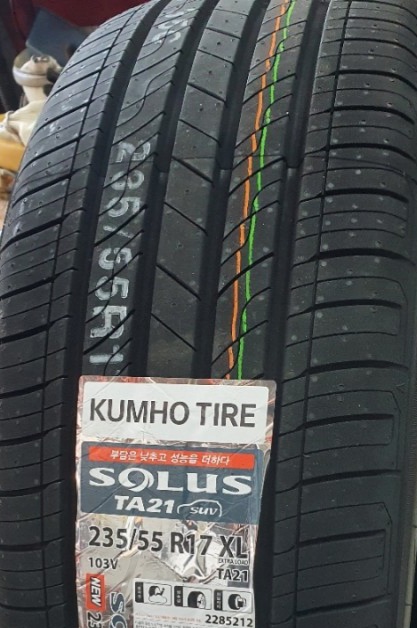 235/55R1
KUMHO TIRE
부담은 낮추고 성능을 더하다
SOLUS
TA21 SUV
235/55 R17 XL
EXTRA LOAD
103V
TA21
NEW
2285212